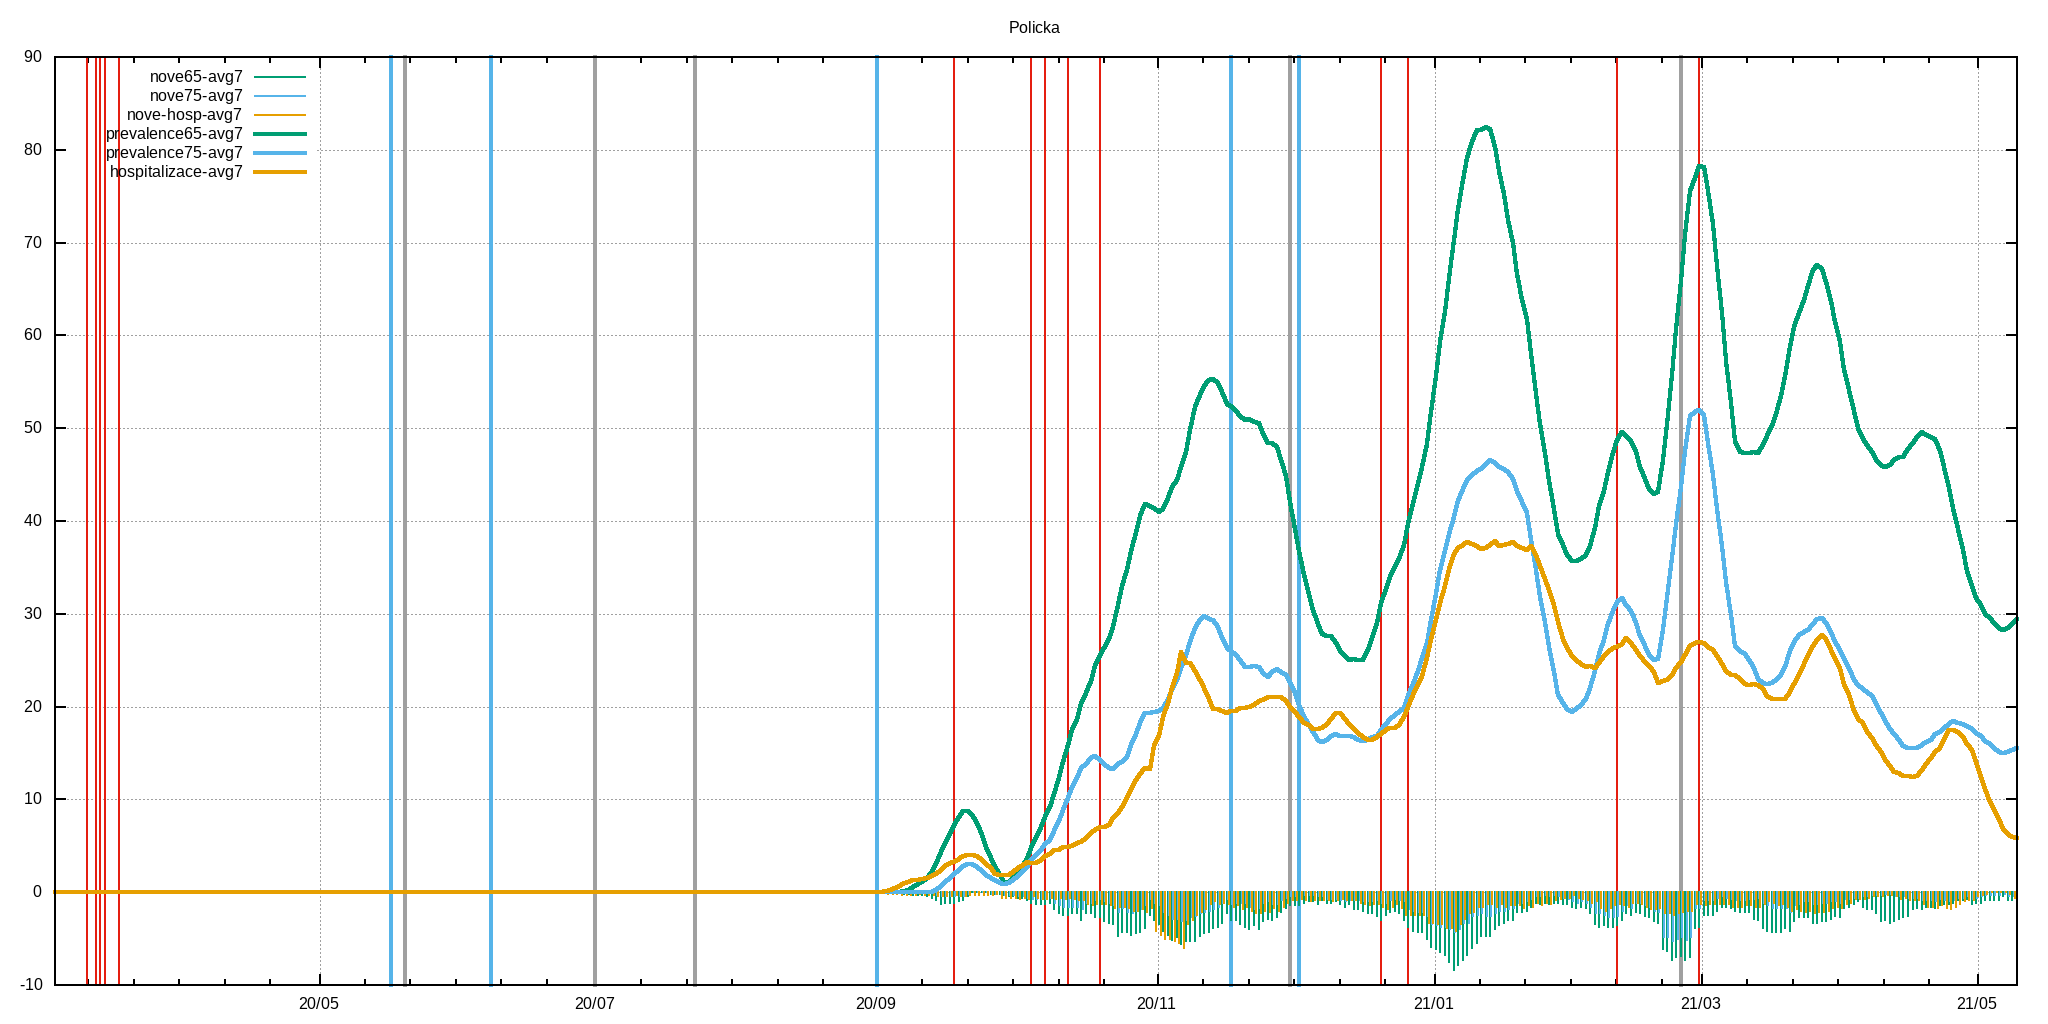 Policka
90
80
70
60
50
40
30
20
10
0
-10
nove65-avg7
nove75-avg7
nove-hosp-avg7
prevalence65-avg7
prevalence75-avg7
hospitalizace-avg7
20/05 20/07 20/09 20/11 21/01 21/03 21/05